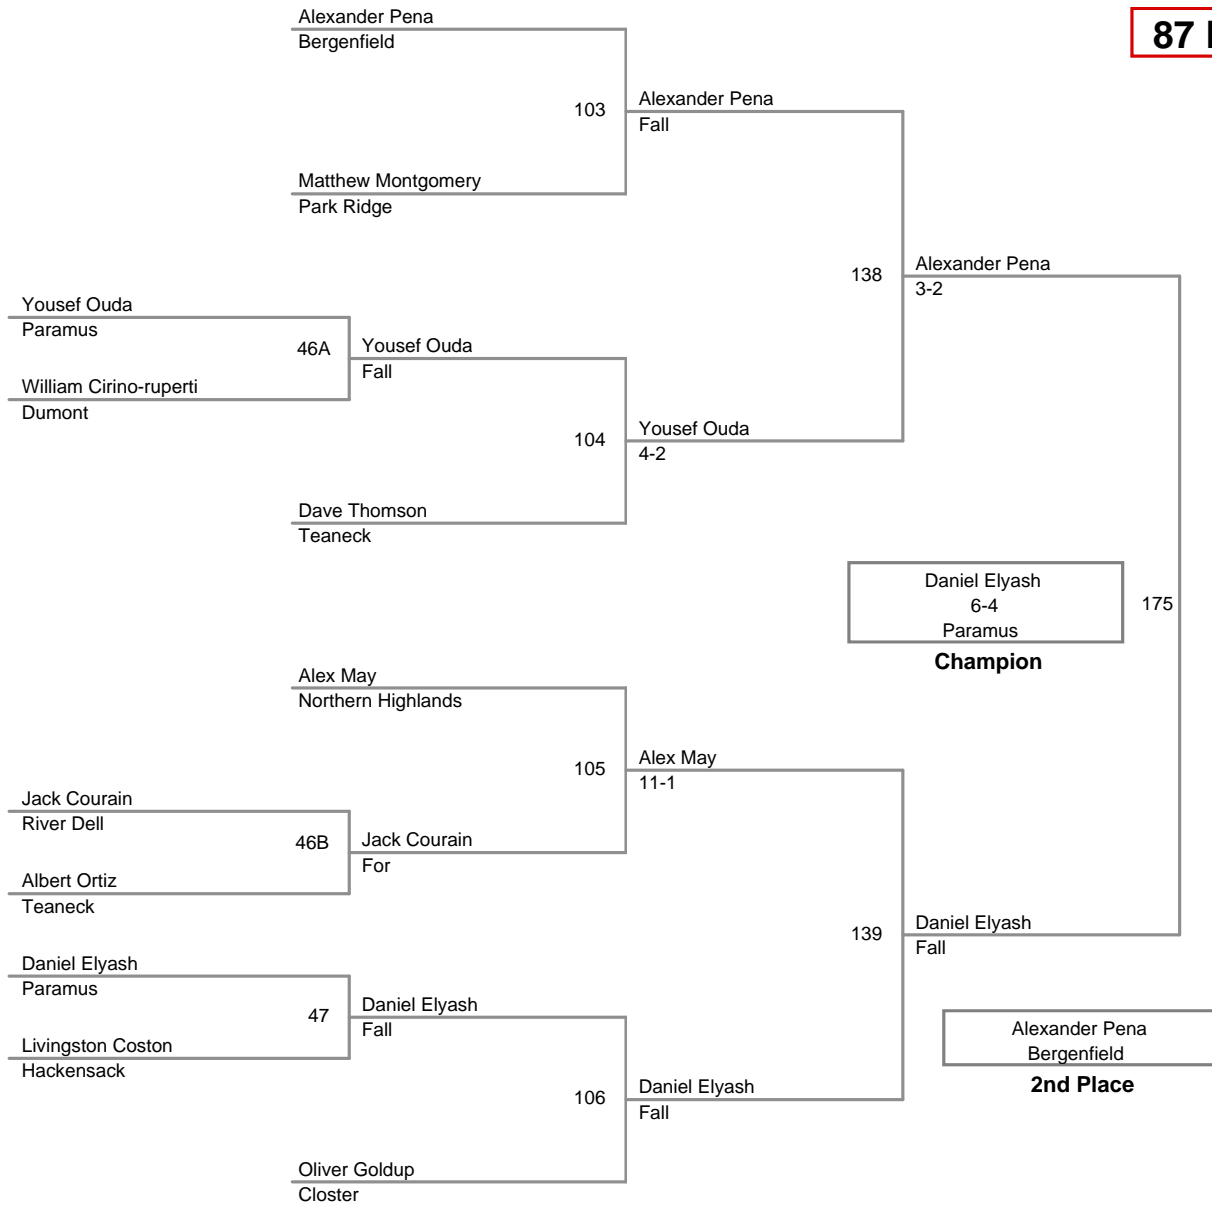 Alexander Pena
Bergenfield
87
103
Alexander Pena
Fall
Matthew Montgomery
Park Ridge
138
Alexander Pena
3-2
Yousef Ouda
Paramus
46A
Yousef Ouda
Fall
William Cirino-ruperti
Dumont
104
Yousef Ouda
4-2
Dave Thomson
Teaneck
Daniel Elyash
6-4
Paramus
Champion
175
Alex May
Northern Highlands
105
Alex May
11-1
Jack Courain
River Dell
46B
Jack Courain
For
Albert Ortiz
Teaneck
139
Daniel Elyash
Fall
Daniel Elyash
Paramus
47
Daniel Elyash
Fall
Livingston Coston
Hackensack
Alexander Pena
Bergenfield
2nd Place
106
Daniel Elyash
Fall
Oliver Goldup
Closter